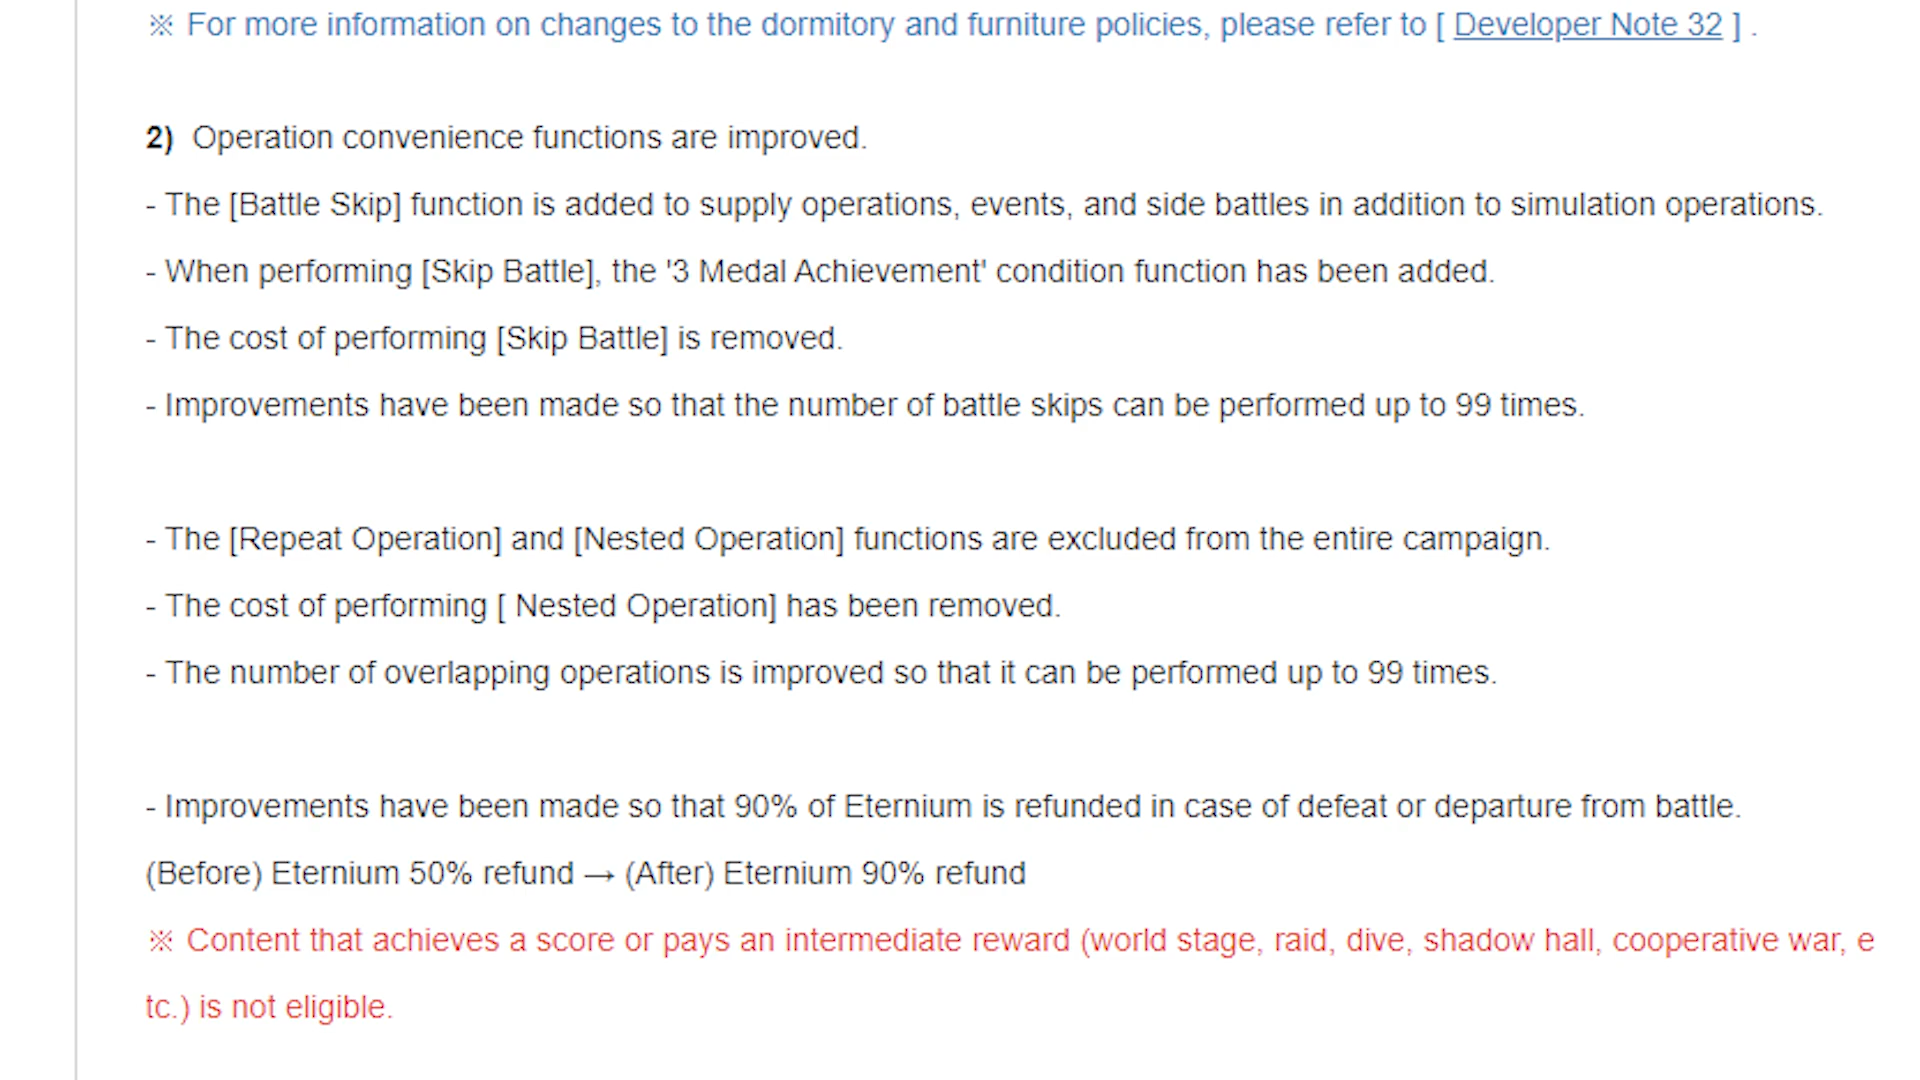 ※ For more information on changes to the dormitory and furniture policies, please refer to [ Developer Note 32 ] .
2) Operation convenience functions are improved.
- The [Battle Skip] function is added to supply operations, events, and side battles in addition to simulation operations.
- When performing [Skip Battle], the '3 Medal Achievement' condition function has been added.
- The cost of performing [Skip Battle] is removed.
- Improvements have been made so that the number of battle skips can be performed up to 99 times.
- The [Repeat Operation] and [Nested Operation] functions are excluded from the entire campaign.
- The cost of performing [ Nested Operation] has been removed.
- The number of overlapping operations is improved so that it can be performed up to 99 times.
- Improvements have been made so that 90% of Eternium is refunded in case of defeat or departure from battle.
(Before) Eternium 50% refund → (After) Eternium 90% refund
※ Content that achieves a score or pays an intermediate reward (world stage, raid, dive, shadow hall, cooperative war, e
tc.) is not eligible.